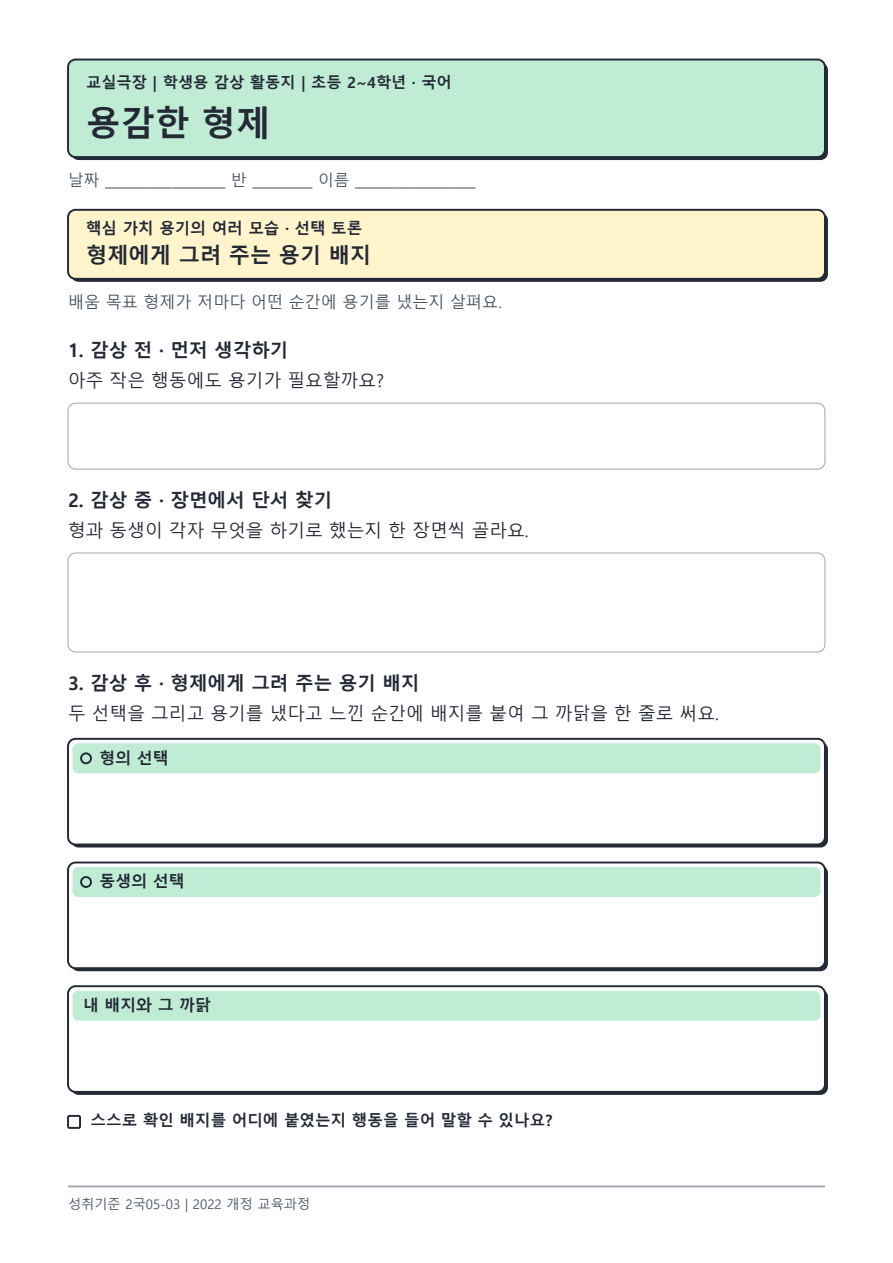 교실극장 | 학생용 감상 활동지 | 초등 2~4학년 · 국어
용감한 형제
날짜 _______________ 반 _______ 이름 _______________
핵심 가치 용기의 여러 모습 · 선택 토론
형제에게 그려 주는 용기 배지
배움 목표 형제가 저마다 어떤 순간에 용기를 냈는지 살펴요.
1. 감상 전 · 먼저 생각하기
아주 작은 행동에도 용기가 필요할까요?
2. 감상 중 · 장면에서 단서 찾기
형과 동생이 각자 무엇을 하기로 했는지 한 장면씩 골라요.
3. 감상 후 · 형제에게 그려 주는 용기 배지
두 선택을 그리고 용기를 냈다고 느낀 순간에 배지를 붙여 그 까닭을 한 줄로 써요.
형의 선택
동생의 선택
내 배지와 그 까닭
스스로 확인 배지를 어디에 붙였는지 행동을 들어 말할 수 있나요?
성취기준 2국05-03 | 2022 개정 교육과정